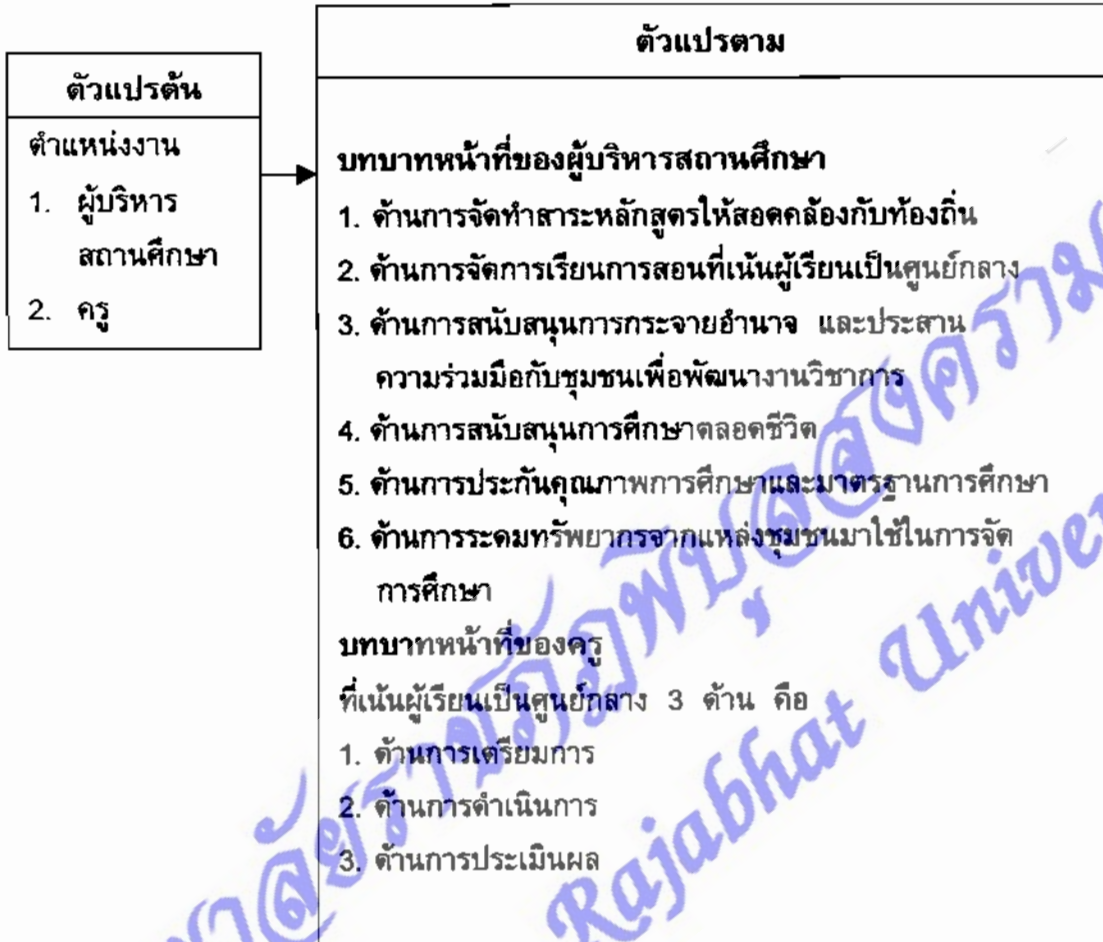 ตัวแปรต้น
ตำแหน่งงาน
1. ผู้บริหาร
สถานศึกษา
2. ครู
ตัวแปรตาม
บทบาทหน้าที่ของผู้บริหารสถานศึกษา
1. ด้านการจัดทำสาระหลักสูตรให้สอดคล้องกับท้องถิ่น
2. ด้านการจัดการเรียนการสอนที่เน้นผู้เรียนเป็นศูนย์กลาง
3. ด้านการสนับสนุนการกระจายอำนาจ และประสาน
ความร่วมมือกับชุมชนเพื่อพัฒนางานวิชาการ
4. ด้านการสนับสนุนการศึกษาตลอดชีวิต
5. ด้านการประกันคุณภาพการศึกษาและมาตรฐานการศึกษา
6. ด้านการระดมทรัพยากรจากแหล่งชุมชนมาใช้ในการจัด
การศึกษา
บทบาทหน้าที่ของครู
ที่เน้นผู้เรียนเป็นศูนย์กลาง 3 ด้าน คือ
1. ด้านการเตรียมการ
2. ด้านการดำเนินการ
3. ด้านการประเมินผล
Rajabhat